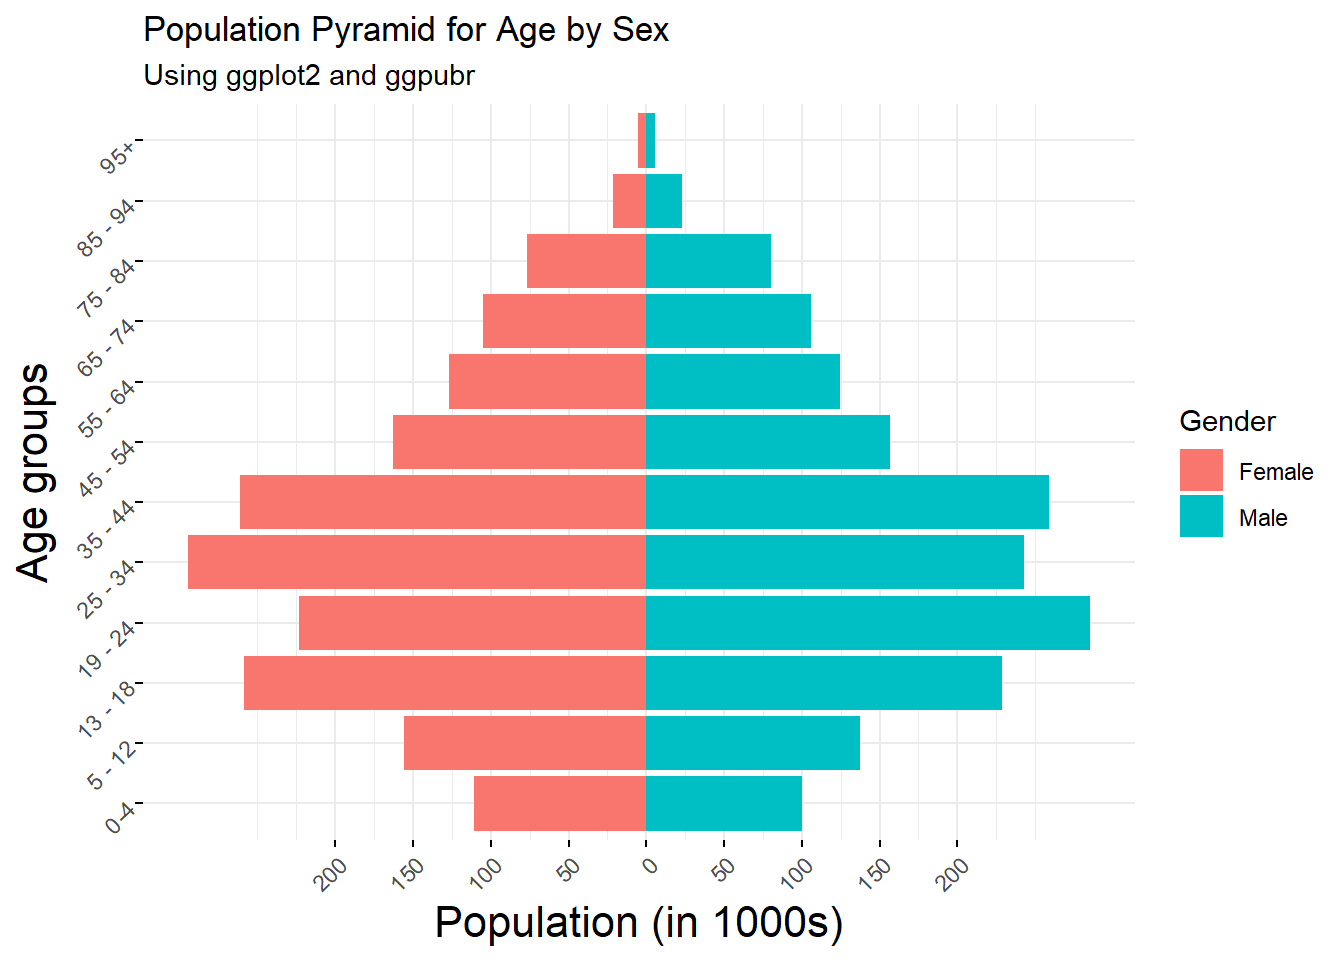 Population Pyramid for Age by Sex
Using ggplot2 and ggpubr
Age groups
95+
85 - 94
75 - 84
65 - 74
55 - 64
45 - 54
35 - 44
25 - 34
19 - 24
13 - 18
5 - 12
0-4
200 150 100 50 0 50 100 150 200
Population (in 1000s)
Gender
Female
Male